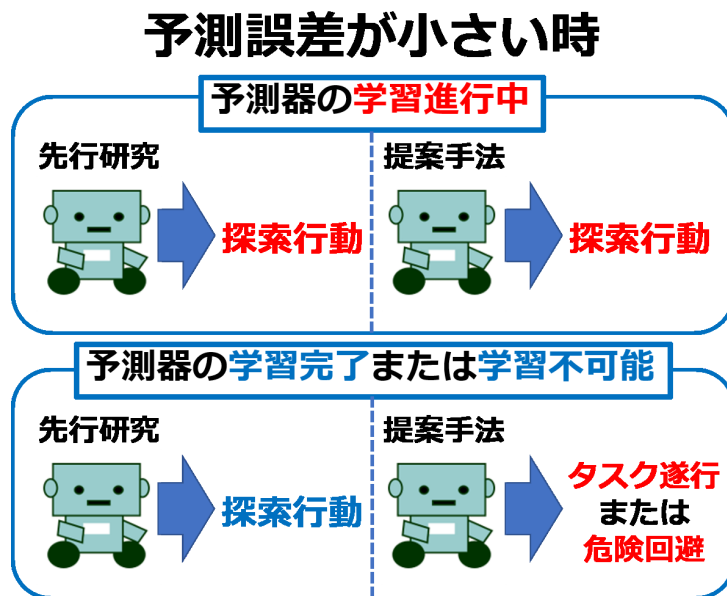 予測誤差が小さい時
予測器の学習進行中
先行研究
探索行動
提案手法
探索行動
予測器の学習完了または学習不可能
先行研究
探索行動
提案手法
タスク遂行
または
危険回避